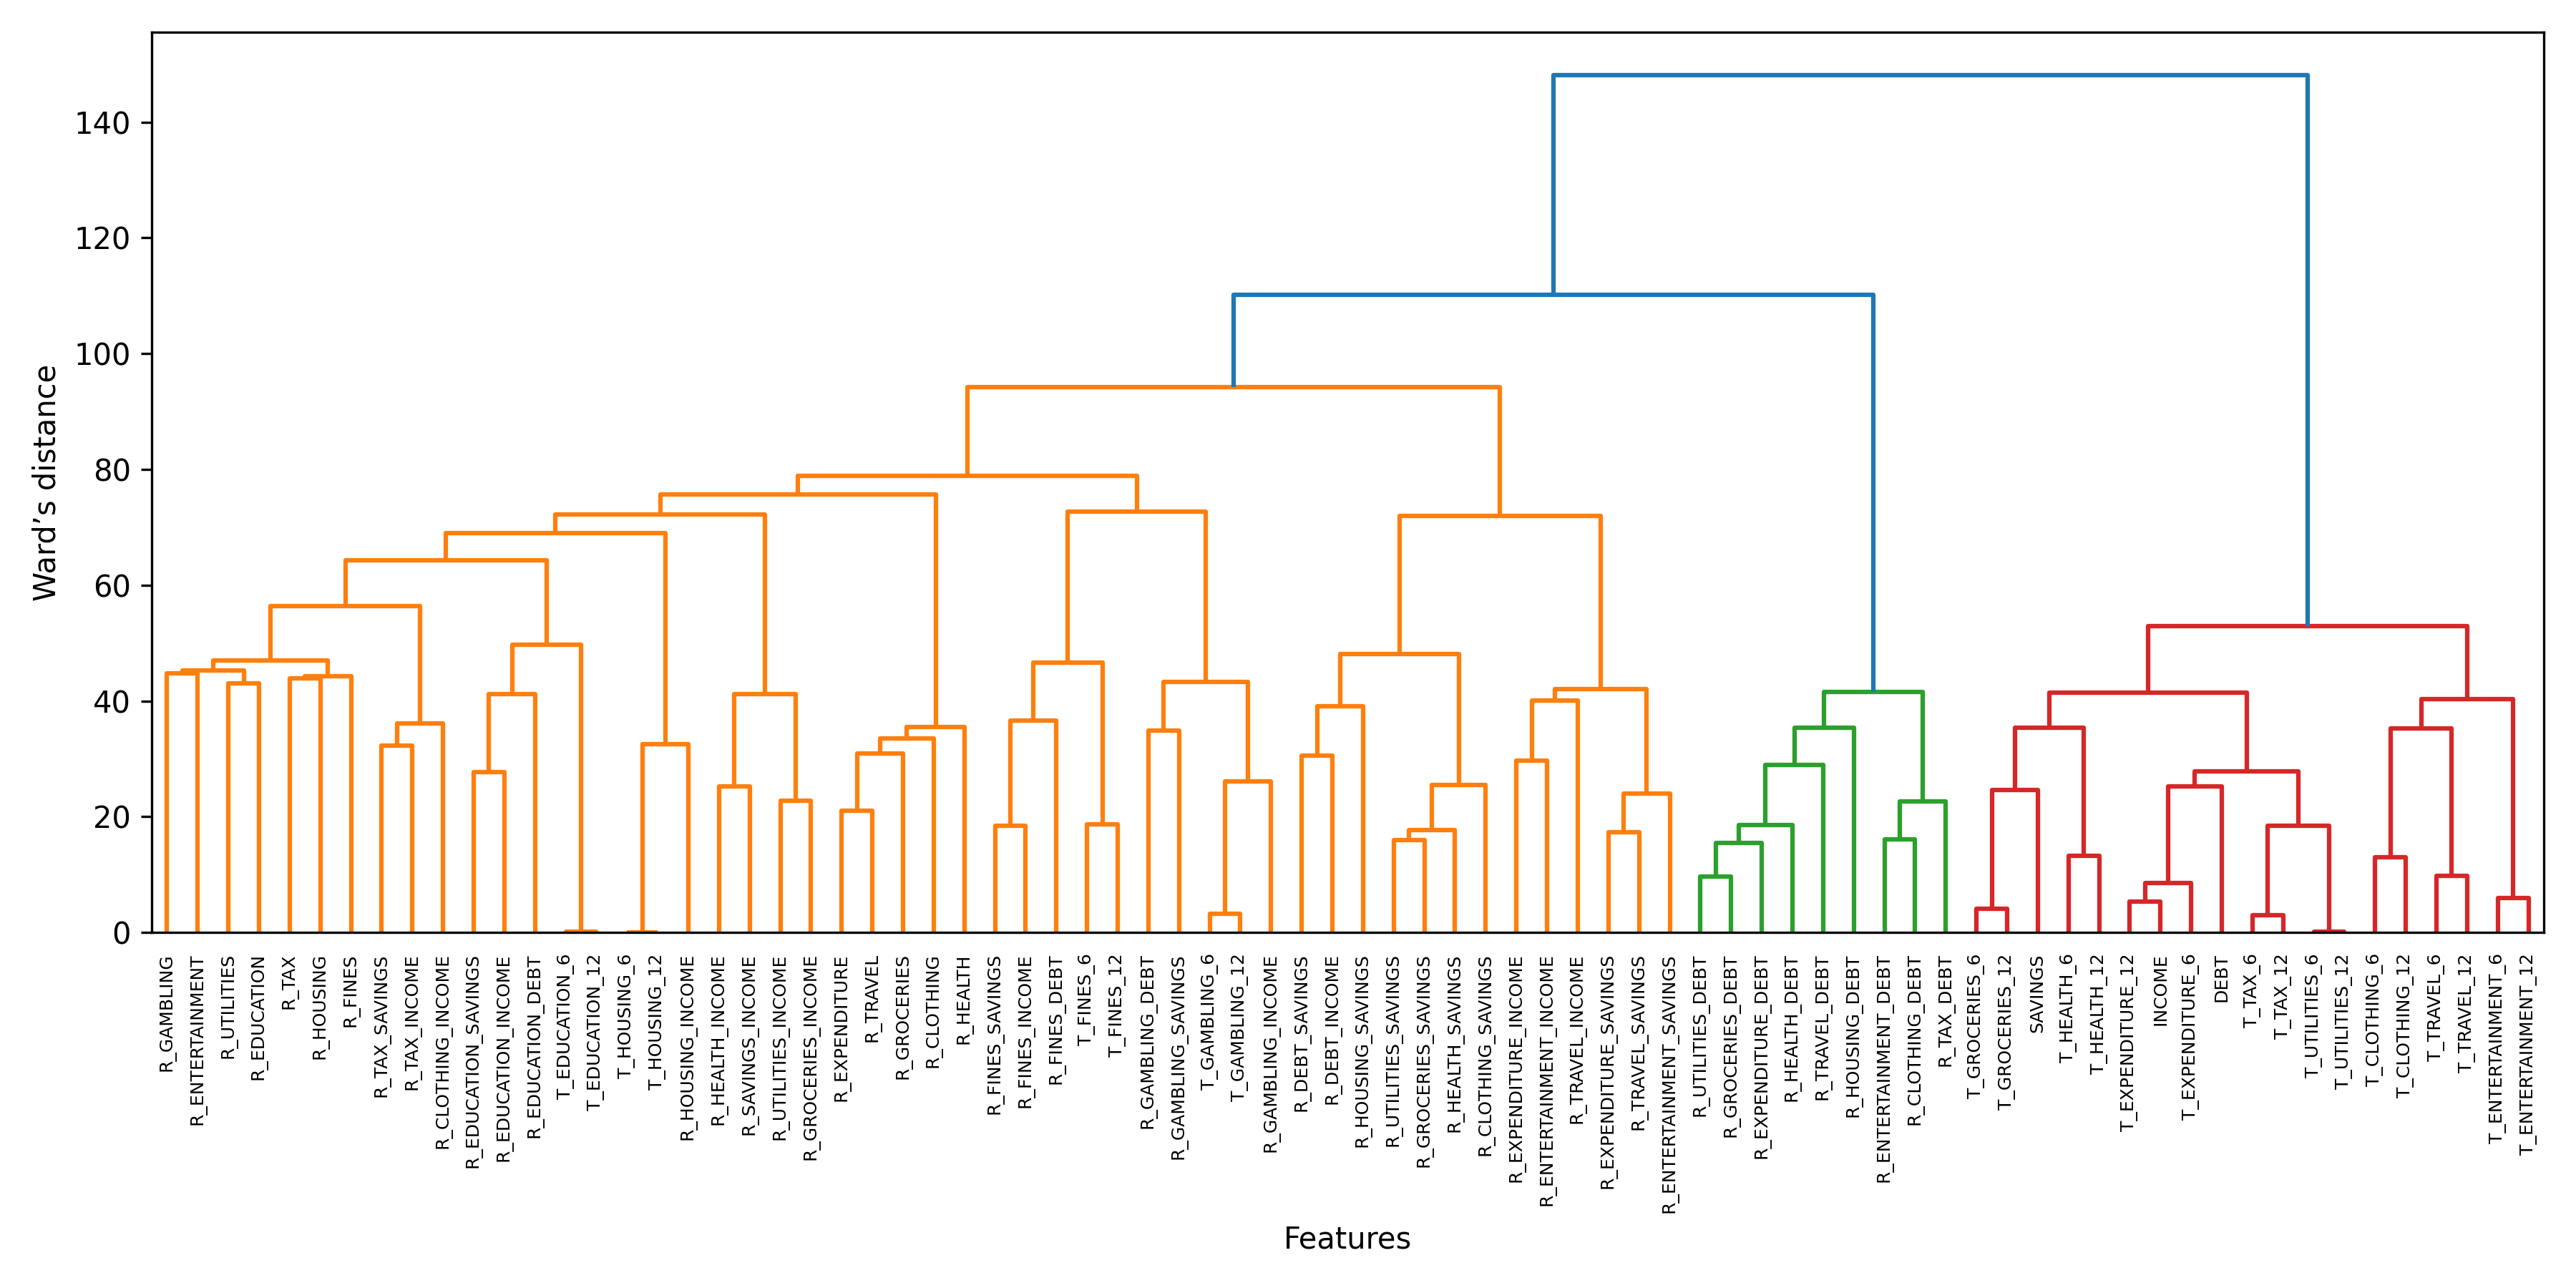 140
120
100
80
60
40
20
0
Ward’s distance
R_GAMBLING
R_ENTERTAINMENT
R_UTILITIES
R_EDUCATION
R_TAX
R_HOUSING
R_FINES
R_TAX_SAVINGS
R_TAX_INCOME
R_CLOTHING_INCOME
R_EDUCATION_SAVINGS
R_EDUCATION_INCOME
R_EDUCATION_DEBT
T_EDUCATION_6
T_EDUCATION_12
T_HOUSING_6
T_HOUSING_12
R_HOUSING_INCOME
R_HEALTH_INCOME
R_SAVINGS_INCOME
R_UTILITIES_INCOME
R_GROCERIES_INCOME
R_EXPENDITURE
R_TRAVEL
R_GROCERIES
R_CLOTHING
R_HEALTH
R_FINES_SAVINGS
R_FINES_INCOME
R_FINES_DEBT
T_FINES_6
T_FINES_12
R_GAMBLING_DEBT
R_GAMBLING_SAVINGS
T_GAMBLING_6
T_GAMBLING_12
R_GAMBLING_INCOME
R_DEBT_SAVINGS
R_DEBT_INCOME
R_HOUSING_SAVINGS
R_UTILITIES_SAVINGS
R_GROCERIES_SAVINGS
R_HEALTH_SAVINGS
R_CLOTHING_SAVINGS
R_EXPENDITURE_INCOME
R_ENTERTAINMENT_INCOME
R_TRAVEL_INCOME
R_EXPENDITURE_SAVINGS
R_TRAVEL_SAVINGS
R_ENTERTAINMENT_SAVINGS
R_UTILITIES_DEBT
R_GROCERIES_DEBT
R_EXPENDITURE_DEBT
R_HEALTH_DEBT
R_TRAVEL_DEBT
R_HOUSING_DEBT
R_ENTERTAINMENT_DEBT
R_CLOTHING_DEBT
R_TAX_DEBT
T_GROCERIES_6
T_GROCERIES_12
SAVINGS
T_HEALTH_6
T_HEALTH_12
T_EXPENDITURE_12
INCOME
T_EXPENDITURE_6
DEBT
T_TAX_6
T_TAX_12
T_UTILITIES_6
T_UTILITIES_12
T_CLOTHING_6
T_CLOTHING_12
T_TRAVEL_6
T_TRAVEL_12
T_ENTERTAINMENT_6
T_ENTERTAINMENT_12
Features